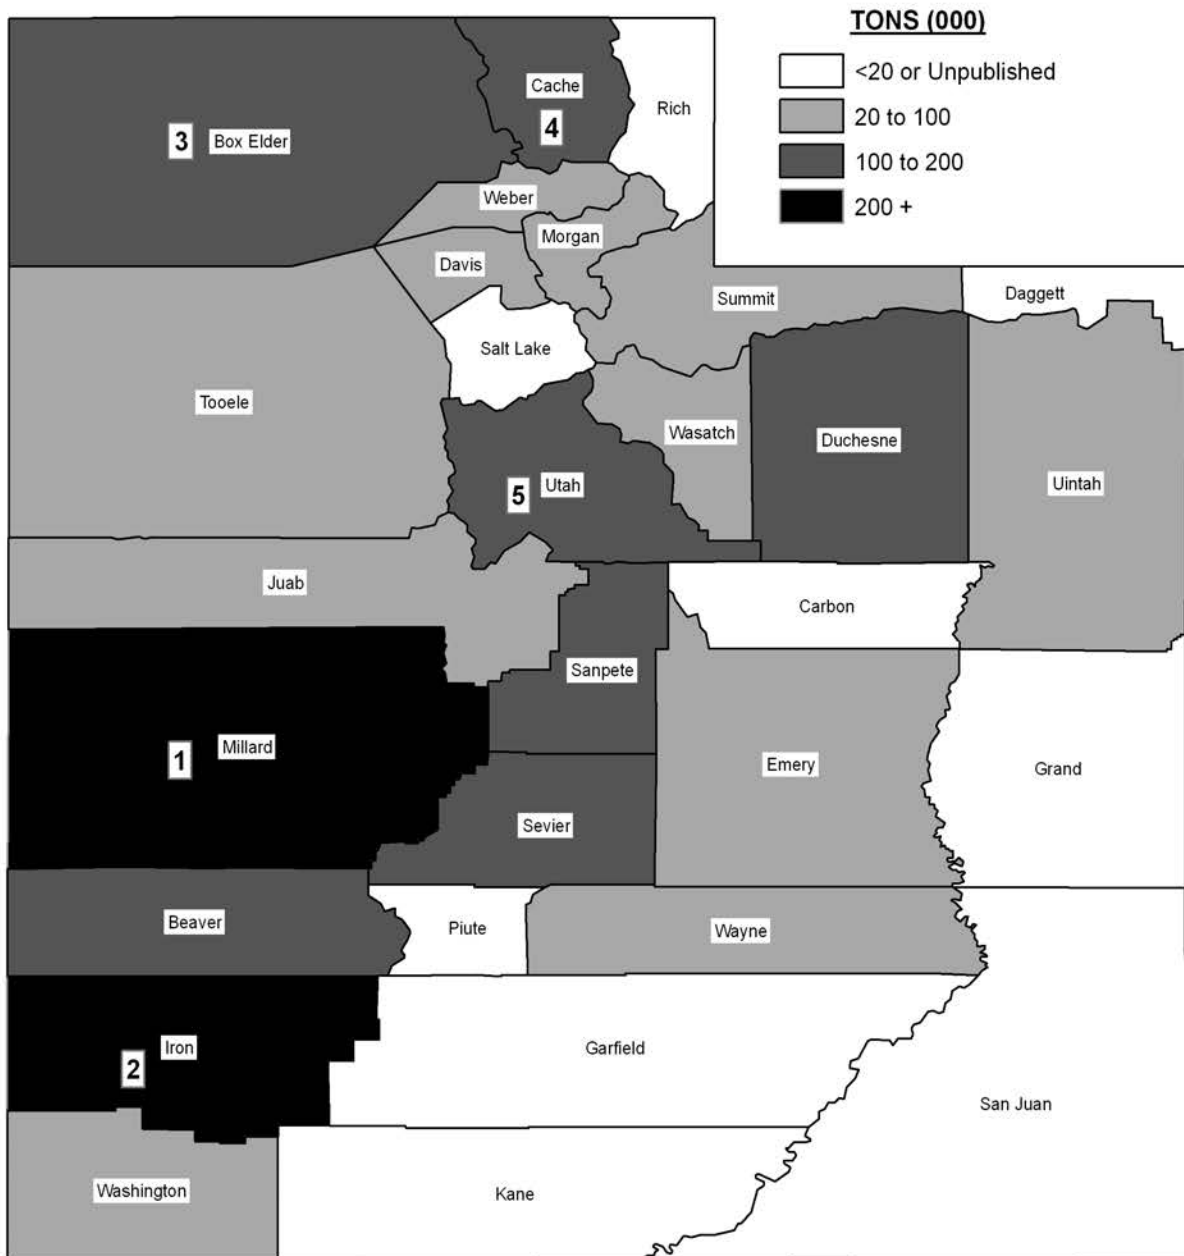 TONS (000)
<20 or Unpublished
20 to 100
100 to 200
200 +
Cache
4
Rich
3
Box Elder
Weber
Morgan
Davis
Summit
Daggett
Salt Lake
Tooele
Wasatch
Duchesne
Uintah
5
Utah
Juab
Carbon
Sanpete
1
Millard
Emery
Grand
Sevier
Beaver
Piute
Wayne
Iron
2
Garfield
San Juan
Washington
Kane